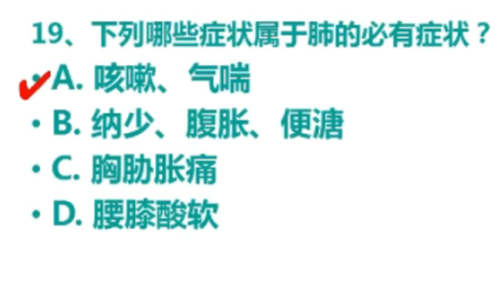 19、下列哪些症状属于肺的必有症状？
• A. 咳嗽、气喘
• B. 纳少、腹胀、便溏
• C. 胸胁胀痛
• D. 腰膝酸软